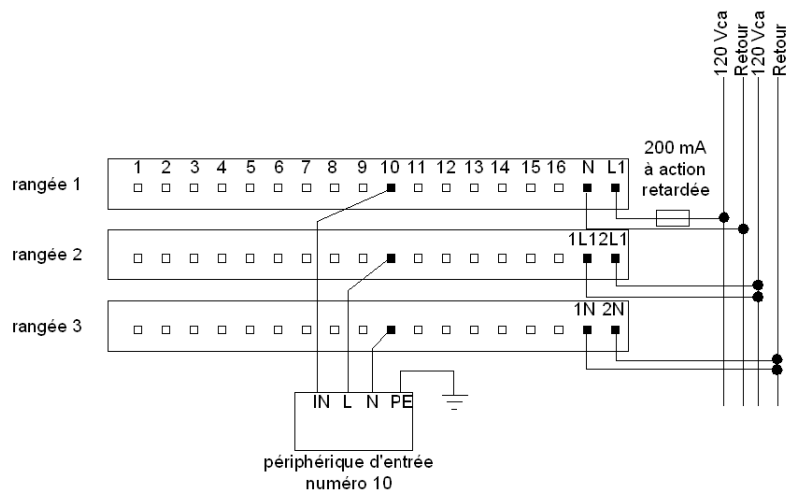 120 Vca
Retour
120 Vca
Retour
200 mA
à action
retardée
1 2 3 4 5 6 7 8 9 10 11 12 13 14 15 16 N L1
rangée 1
1L1 2L1
rangée 2
1N 2N
rangée 3
IN L N PE
périphérique d'entrée
numéro 10